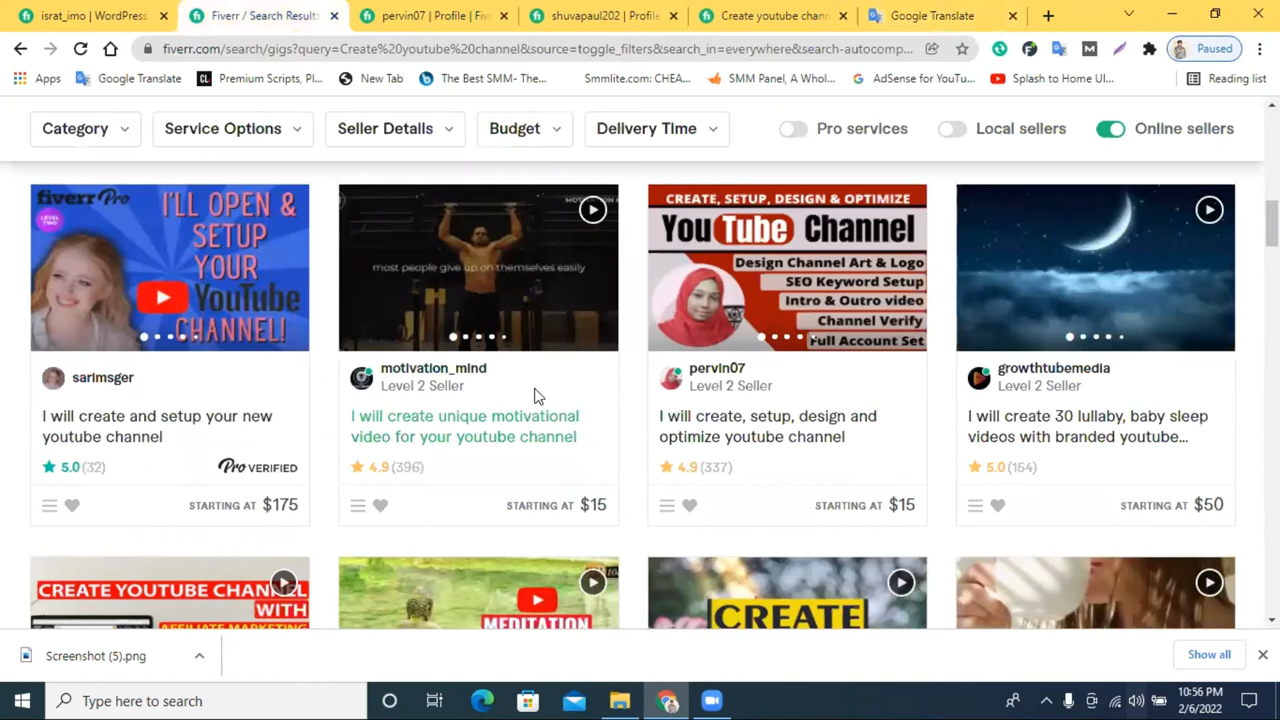 israt_imo | WordPress
Fiverr / Search Results
pervin07 | Profile | Five
shuvapaul202 | Profile
Create youtube chann
Google Translate
fiverr.com/search/gigs?query=Create%20youtube%20channel&source=toggle_filters&search_in=everywhere&search-autocomp...
Paused
Apps Google Translate Premium Scripts, Pl... New Tab The Best SMM- The... Smmlite.com: CHEA... SMM Panel, A Whol... AdSense for YouTu... Splash to Home UI... Reading list
Category Service Options Seller Details Budget Delivery Time Pro services Local sellers Online sellers
fiverr Pro
LEVEL TWO
I'LL OPEN &
SETUP
YOUR
YouTube
CHANNEL!
sarimsger
I will create and setup your new
youtube channel
5.0 (32)
Pro VERIFIED
STARTING AT $175
most people give up on themselves easily
motivation_mind
Level 2 Seller
I will create unique motivational
video for your youtube channel
4.9 (396)
STARTING AT $15
CREATE, SETUP, DESIGN & OPTIMIZE
YouTube Channel
Design Channel Art & Logo
SEO Keyword Setup
Intro & Outro video
Channel Verify
Full Account Set
pervin07
Level 2 Seller
I will create, setup, design and
optimize youtube channel
4.9 (337)
STARTING AT $15
growthtubemedia
Level 2 Seller
I will create 30 lullaby, baby sleep
videos with branded youtube...
5.0 (154)
STARTING AT $50
CREATE YOUTUBE CHANNEL
WITH
AFFILIATE MARKETING
MEDITATION
CREATE
Screenshot (5).png
Show all
Type here to search
10:56 PM
2/6/2022